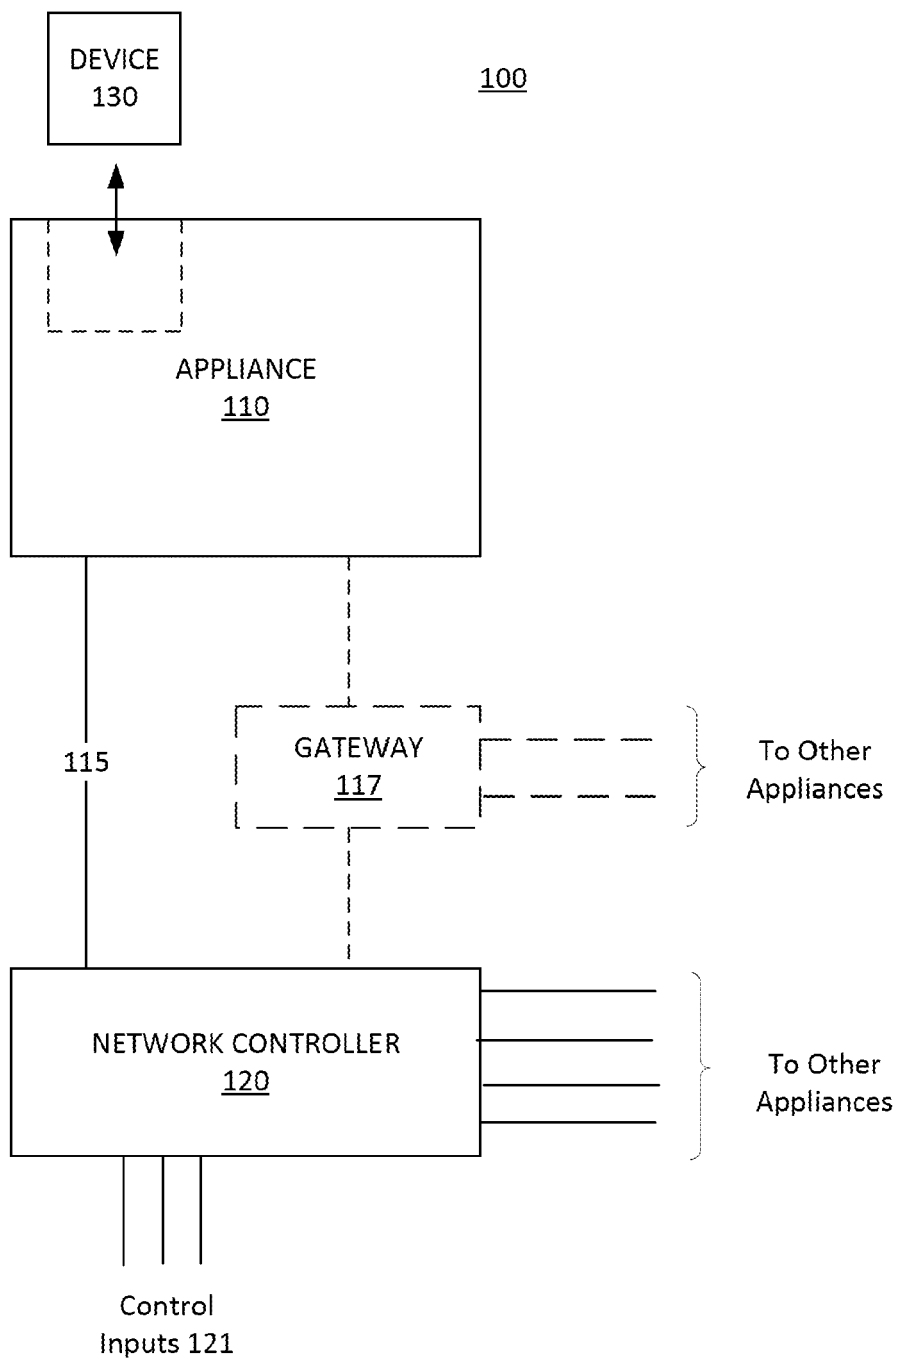 DEVICE
130
100
APPLIANCE
110
115
GATEWAY
117
To Other
Appliances
NETWORK CONTROLLER
120
To Other
Appliances
Control
Inputs 121